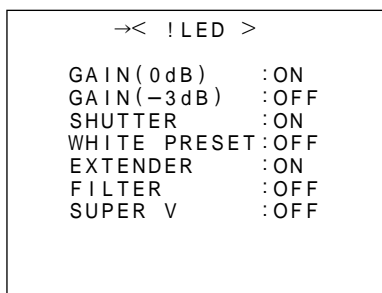 →< !LED >
GAIN(0dB) :ON
GAIN(−3dB) :OFF
SHUTTER :ON
WHITE PRESET:OFF
EXTENDER :ON
FILTER :OFF
SUPER V :OFF